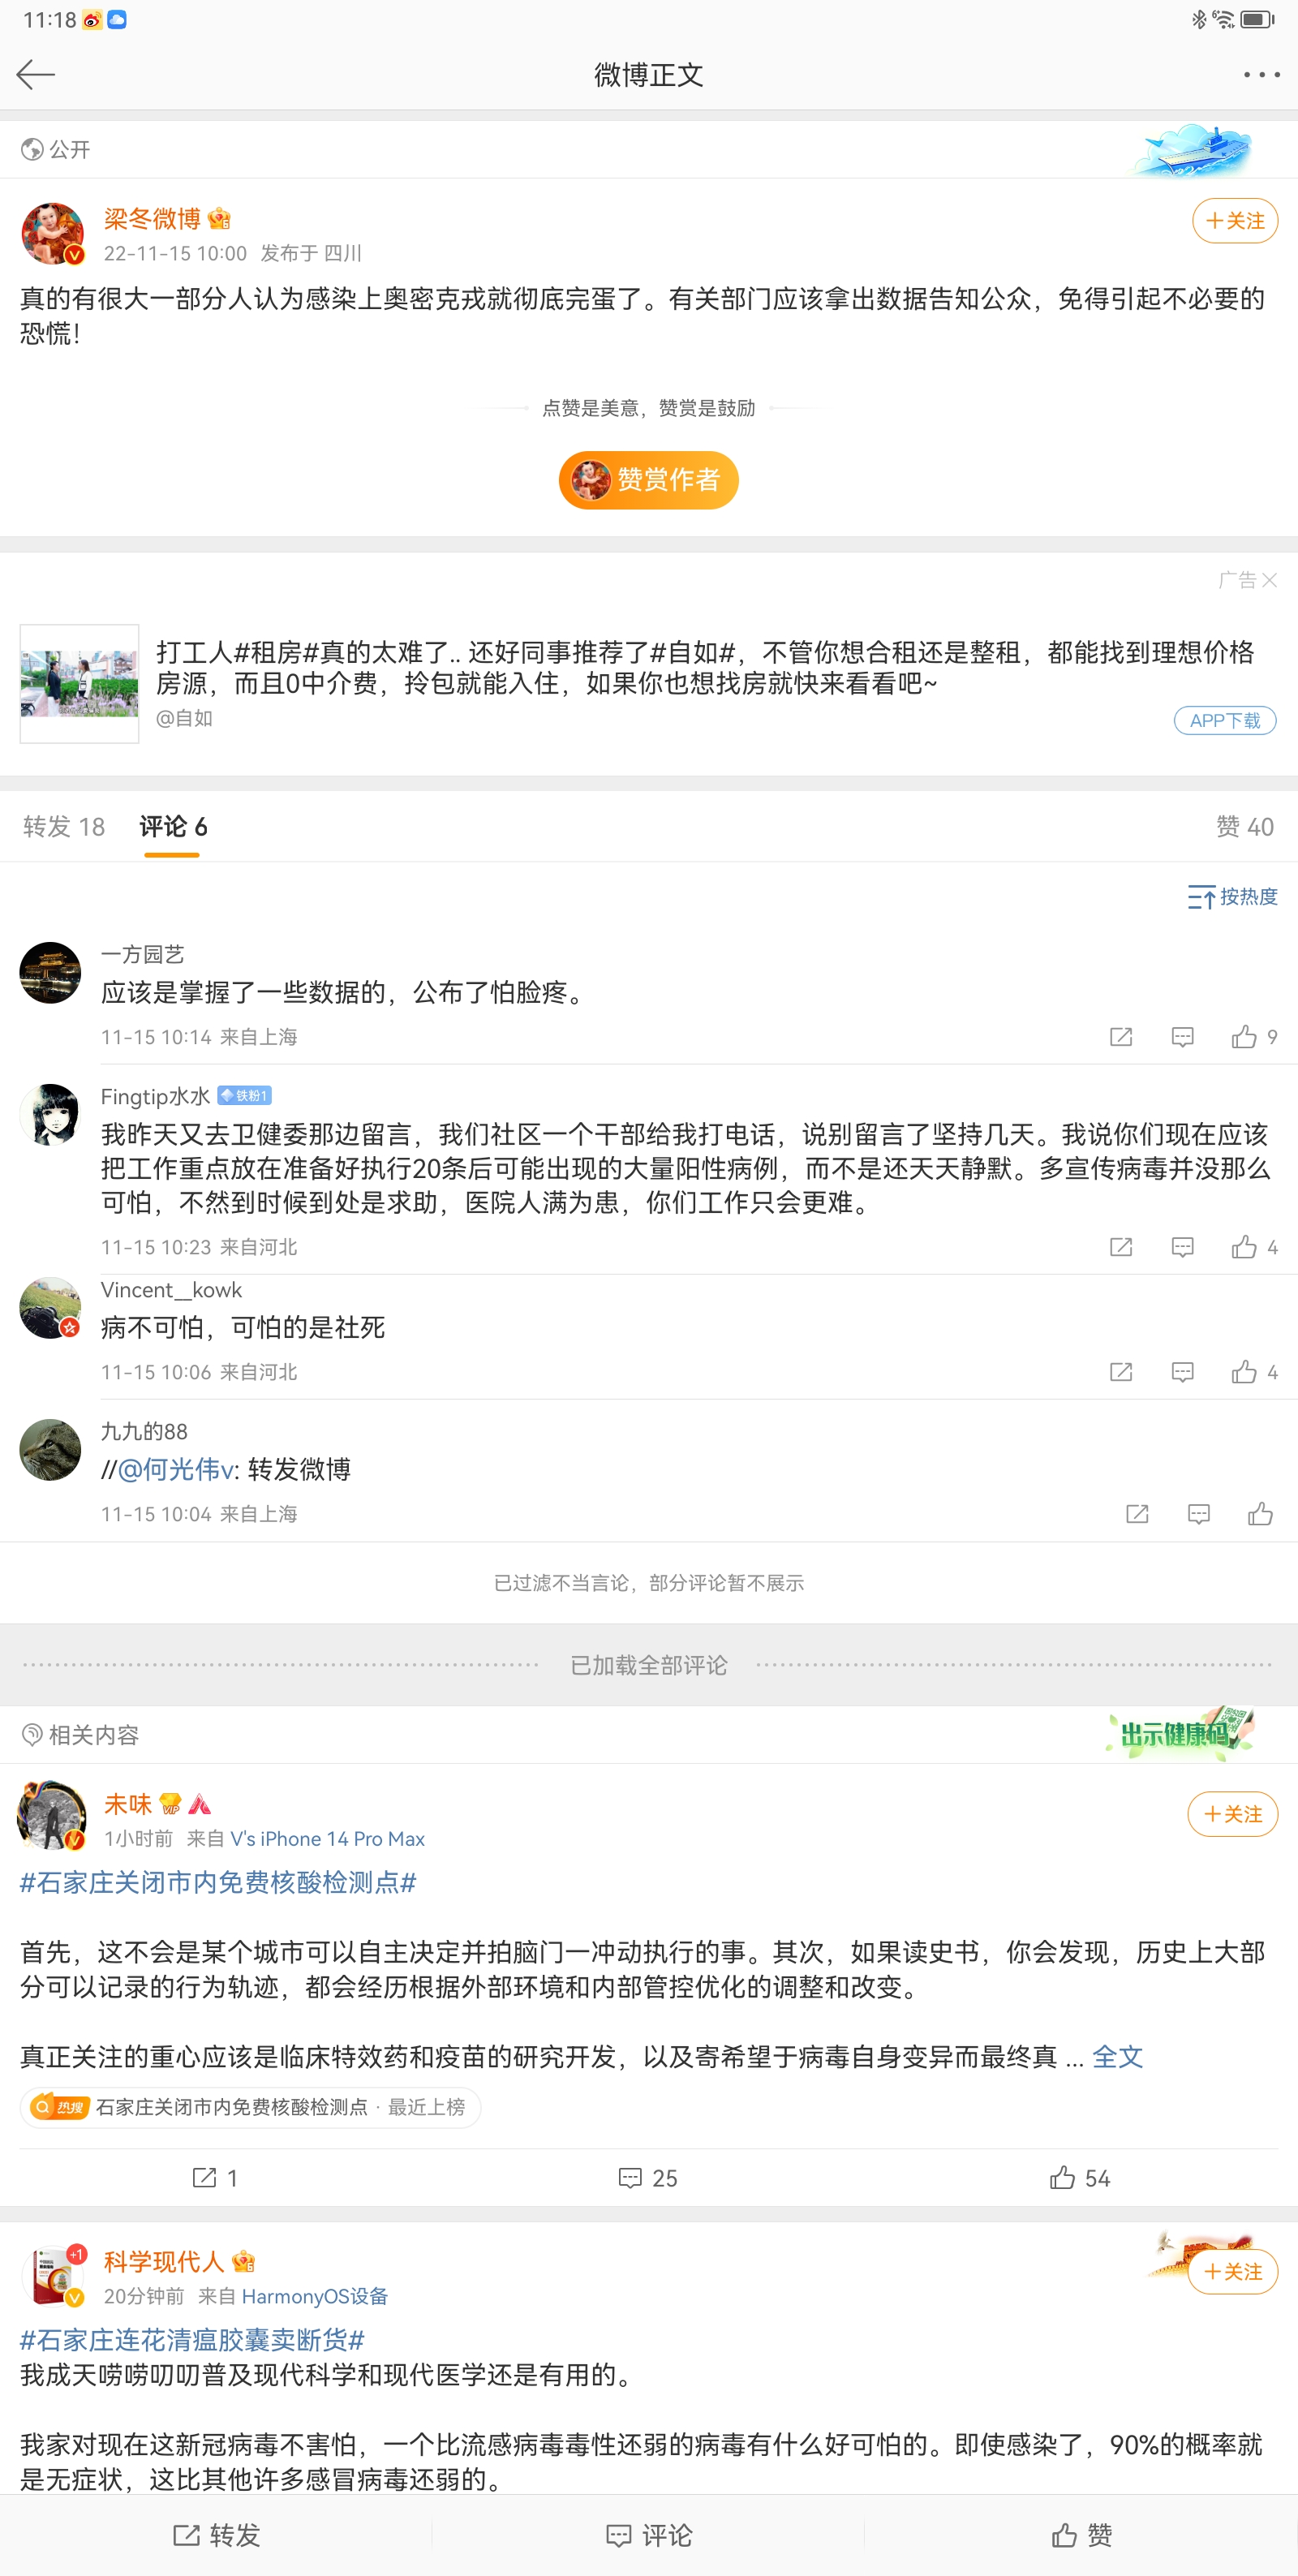 11:18
微博正文
公开
梁冬微博
22-11-15 10:00 发布于 四川
+关注
真的有很大一部分人认为感染上奥密克戎就彻底完蛋了。有关部门应该拿出数据告知公众，免得引起不必要的
恐慌！
点赞是美意，赞赏是鼓励
赞赏作者
广告
打工人#租房#真的太难了.. 还好同事推荐了#自如#，不管你想合租还是整租，都能找到理想价格
房源，而且0中介费，拎包就能入住，如果你也想找房就快来看看吧~
@自如
APP下载
转发 18 评论 6 赞 40
按热度
一方园艺
应该是掌握了一些数据的，公布了怕脸疼。
11-15 10:14 来自上海 9
Fingtip水水 铁粉1
我昨天又去卫健委那边留言，我们社区一个干部给我打电话，说别留言了坚持几天。我说你们现在应该
把工作重点放在准备好执行20条后可能出现的大量阳性病例，而不是还天天静默。多宣传病毒并没那么
可怕，不然到时候到处是求助，医院人满为患，你们工作只会更难。
11-15 10:23 来自河北 4
Vincent__kowk
病不可怕，可怕的是社死
11-15 10:06 来自河北 4
九九的88
//@何光伟v: 转发微博
11-15 10:04 来自上海
已过滤不当言论，部分评论暂不展示
已加载全部评论
相关内容
出示健康码
未味 VIP
1小时前 来自 V's iPhone 14 Pro Max
+关注
#石家庄关闭市内免费核酸检测点#
首先，这不会是某个城市可以自主决定并拍脑门一冲动执行的事。其次，如果读史书，你会发现，历史上大部
分可以记录的行为轨迹，都会经历根据外部环境和内部管控优化的调整和改变。
真正关注的重心应该是临床特效药和疫苗的研究开发，以及寄希望于病毒自身变异而最终真 ... 全文
热搜 石家庄关闭市内免费核酸检测点 · 最近上榜
1 25 54
+1
科学现代人
20分钟前 来自 HarmonyOS设备
+关注
#石家庄连花清瘟胶囊卖断货#
我成天唠唠叨叨普及现代科学和现代医学还是有用的。
我家对现在这新冠病毒不害怕，一个比流感病毒毒性还弱的病毒有什么好可怕的。即使感染了，90%的概率就
是无症状，这比其他许多感冒病毒还弱的。
转发 评论 赞